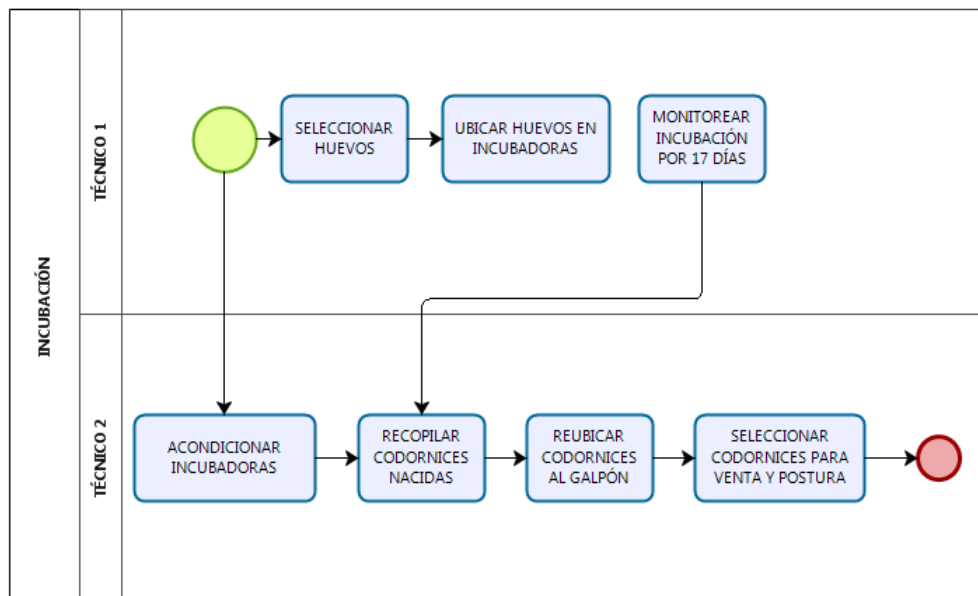 INCUBACIÓN
TÉCNICO 1
SELECCIONAR
HUEVOS
UBICAR HUEVOS EN
INCUBADORAS
MONITOREAR
INCUBACIÓN
POR 17 DÍAS
TÉCNICO 2
ACONDICIONAR
INCUBADORAS
RECOPILAR
CODORNICES
NACIDAS
REUBICAR
CODORNICES
AL GALPÓN
SELECCIONAR
CODORNICES PARA
VENTA Y POSTURA